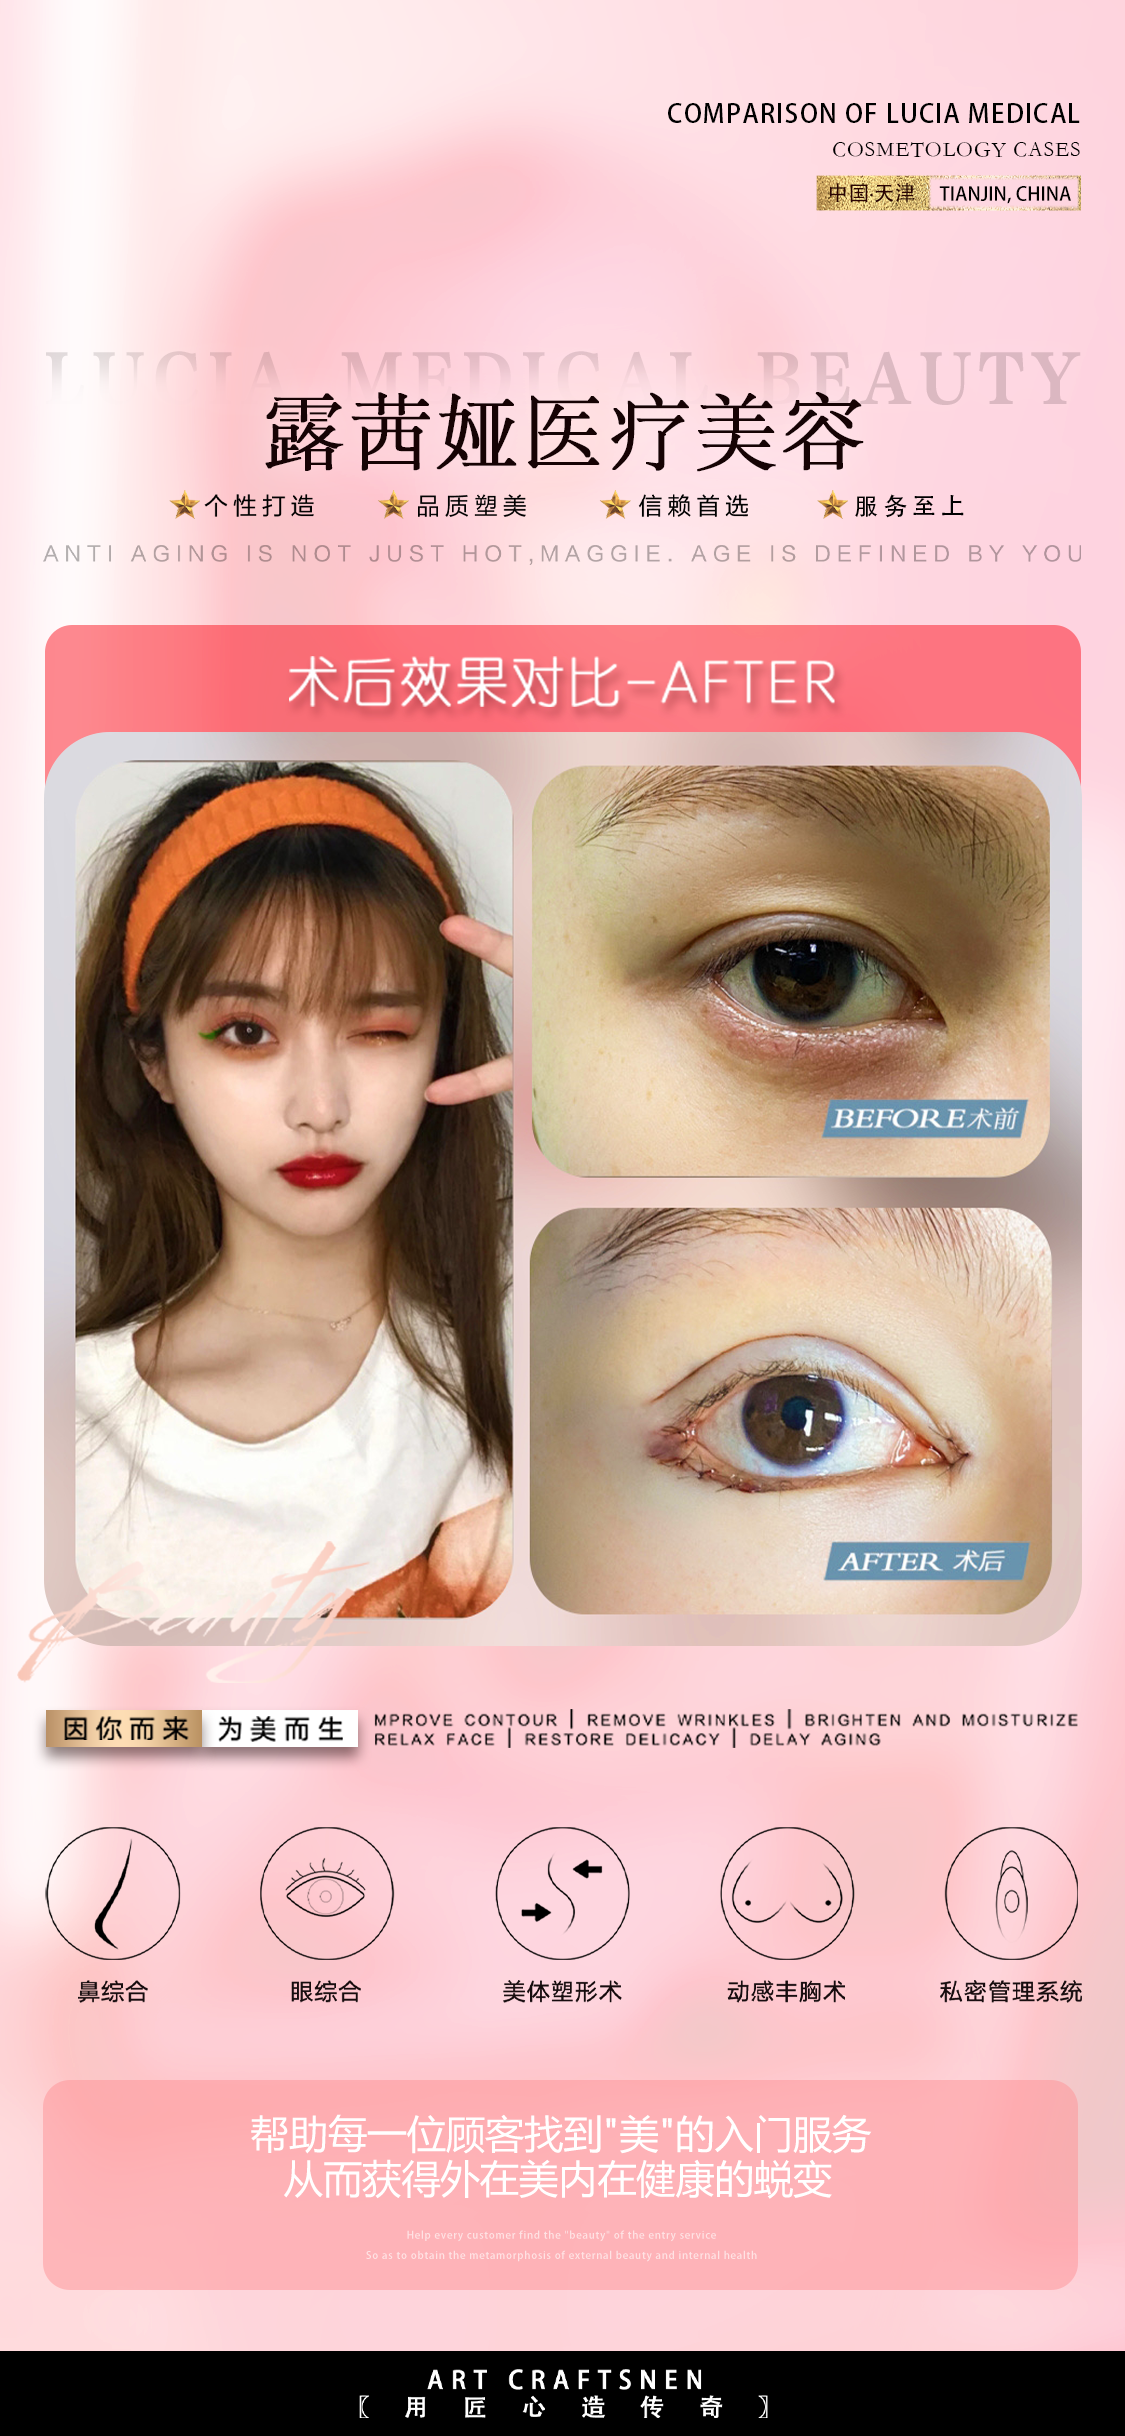 COMPARISON OF LUCIA MEDICAL
COSMETOLOGY CASES
中国·天津 TIANJIN, CHINA
LUCIA MEDICAL BEAUTY
露茜娅医疗美容
个性打造 品质塑美 信赖首选 服务至上
ANTI AGING IS NOT JUST HOT,MAGGIE. AGE IS DEFINED BY YOU
术后效果对比-AFTER
BEFORE术前
AFTER 术后
Beauty
因你而来 为美而生
MPROVE CONTOUR | REMOVE WRINKLES | BRIGHTEN AND MOISTURIZE
RELAX FACE | RESTORE DELICACY | DELAY AGING
鼻综合 眼综合 美体塑形术 动感丰胸术 私密管理系统
帮助每一位顾客找到"美"的入门服务
从而获得外在美内在健康的蜕变
Help every customer find the "beauty" of the entry service
So as to obtain the metamorphosis of external beauty and internal health
ART CRAFTSNEN
〖 用匠心造传奇 〗